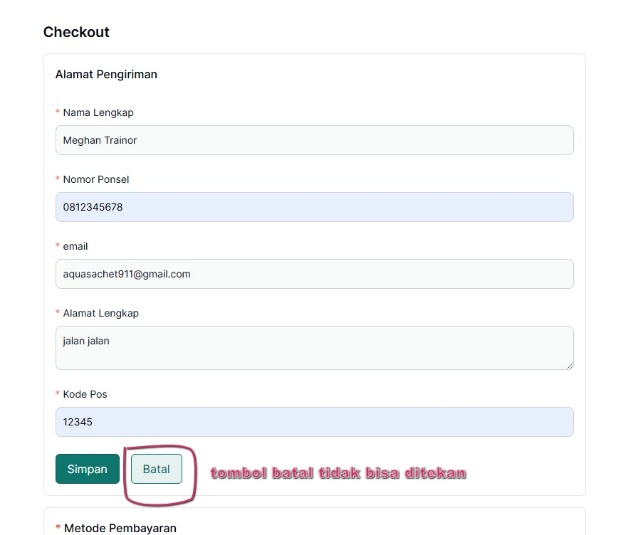 Checkout
Alamat Pengiriman
* Nama Lengkap
Meghan Trainor
* Nomor Ponsel
0812345678
* email
aquasachet911@gmail.com
* Alamat Lengkap
jalan jalan
* Kode Pos
12345
Simpan Batal tombol batal tidak bisa ditekan
* Metode Pembayaran